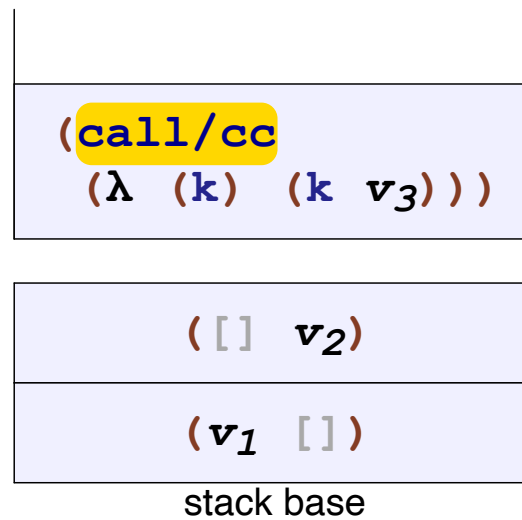 (call/cc
(λ (k) (k v₃)))
([] v₂)
(v₁ [])
stack base